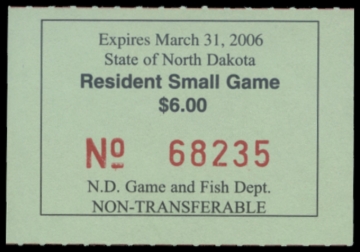 Expires March 31, 2006
State of North Dakota
Resident Small Game
$6.00
No 68235
N.D. Game and Fish Dept.
NON-TRANSFERABLE